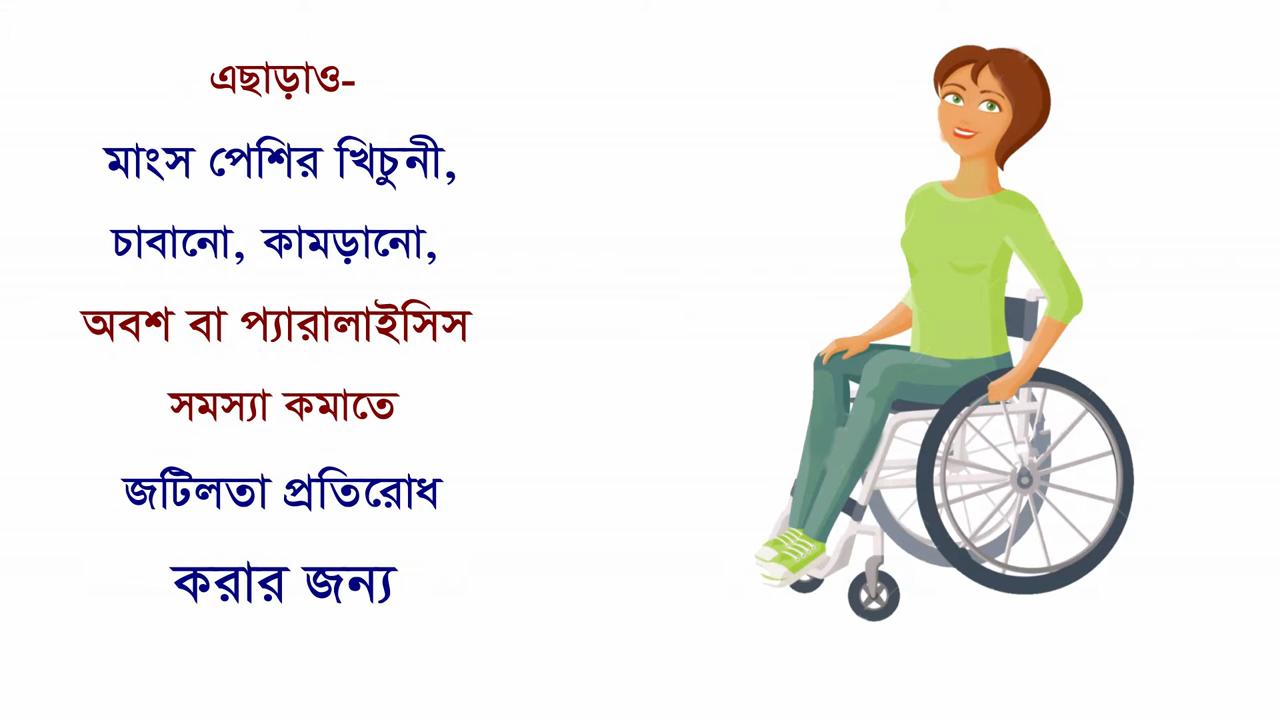 এছাড়াও-
মাংস পেশির খিচুনী,
চাবানো, কামড়ানো,
অবশ বা প্যারালাইসিস
সমস্যা কমাতে
জটিলতা প্রতিরোধ
করার জন্য